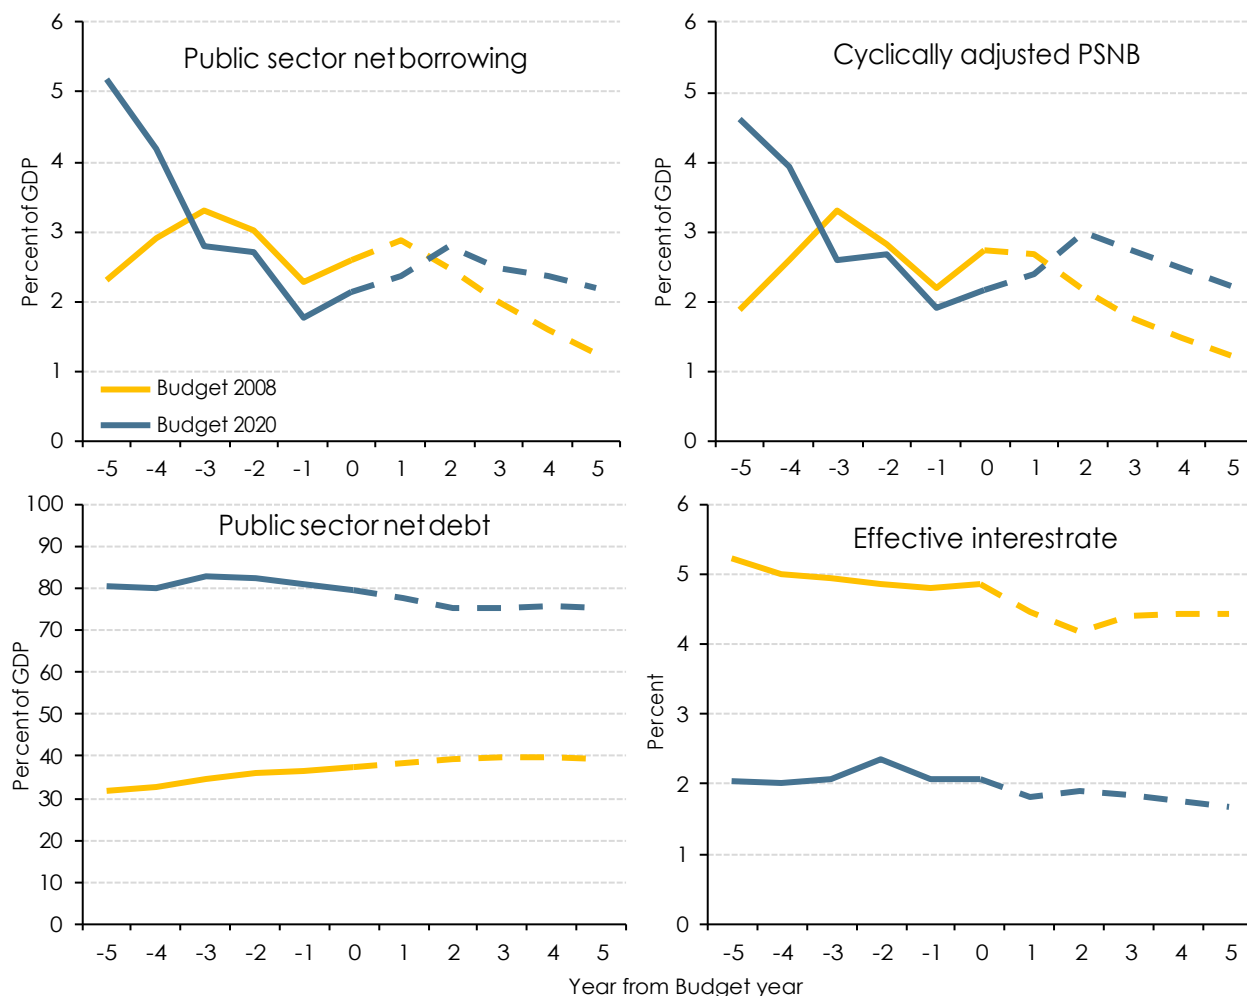 Public sector net borrowing
Percent of GDP
6
5
4
3
2
1
0
Budget 2008
Budget 2020
-5 -4 -3 -2 -1 0 1 2 3 4 5
Cyclically adjusted PSNB
Percent of GDP
6
5
4
3
2
1
0
-5 -4 -3 -2 -1 0 1 2 3 4 5
Public sector net debt
Percent of GDP
100
90
80
70
60
50
40
30
20
10
0
-5 -4 -3 -2 -1 0 1 2 3 4 5
Effective interest rate
Percent
6
5
4
3
2
1
0
-5 -4 -3 -2 -1 0 1 2 3 4 5
Year from Budget year